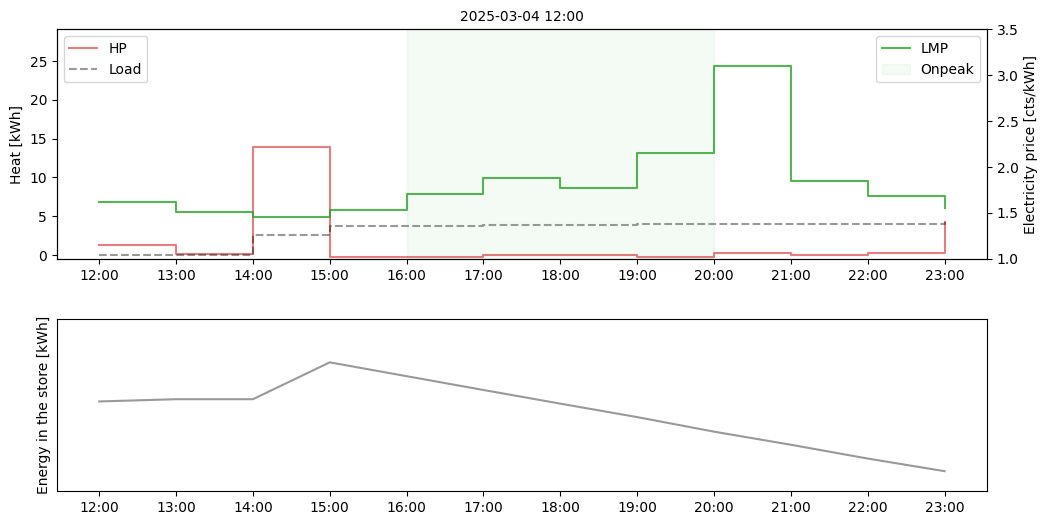 2025-03-04 12:00
HP
Load
LMP
Onpeak
Heat [kWh]
25
20
15
10
5
0
3.5
3.0
2.5
2.0
1.5
1.0
Electricity price [cts/kWh]
12:00 13:00 14:00 15:00 16:00 17:00 18:00 19:00 20:00 21:00 22:00 23:00
Energy in the store [kWh]
12:00 13:00 14:00 15:00 16:00 17:00 18:00 19:00 20:00 21:00 22:00 23:00